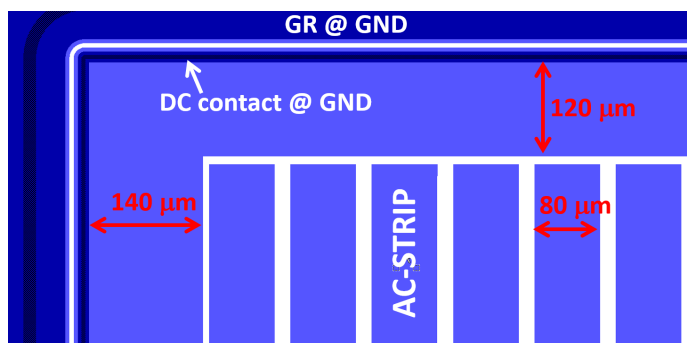 GR @ GND
DC contact @ GND
120 μm
140 μm
80 μm
AC-STRIP